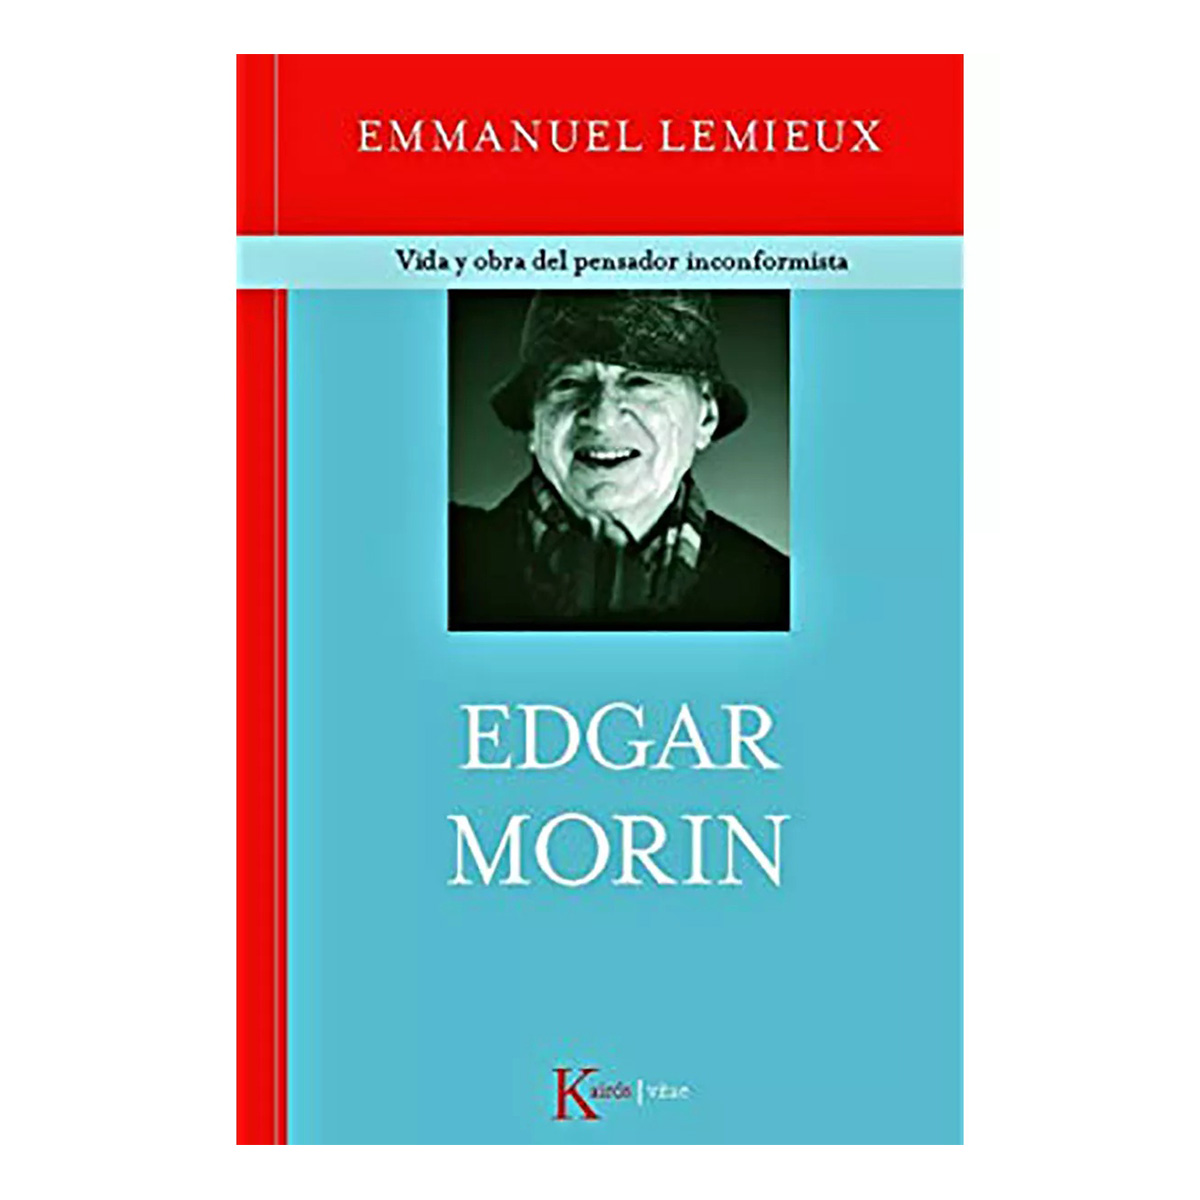 EMMANUEL LEMIEUX
Vida y obra del pensador inconformista
EDGAR
MORIN
Kairós | vitae